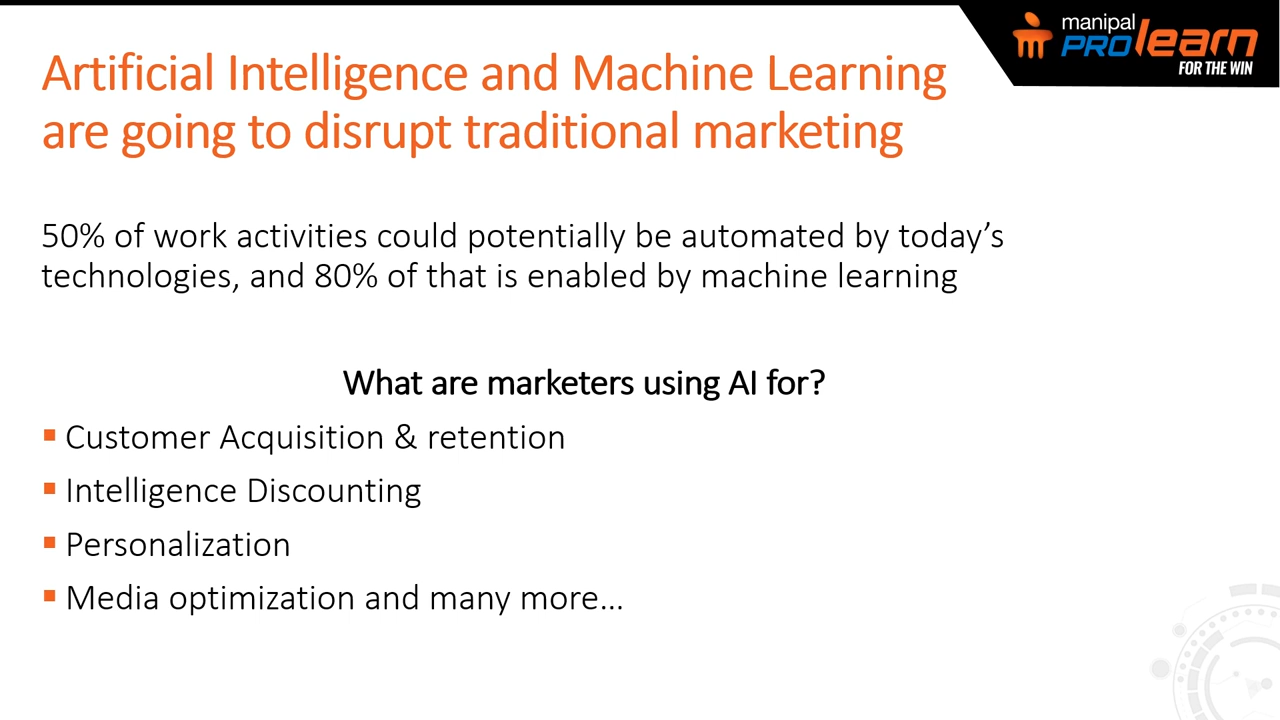 manipal
PROlearn
FOR THE WIN
Artificial Intelligence and Machine Learning
are going to disrupt traditional marketing
50% of work activities could potentially be automated by today’s
technologies, and 80% of that is enabled by machine learning
What are marketers using AI for?
Customer Acquisition & retention
Intelligence Discounting
Personalization
Media optimization and many more...